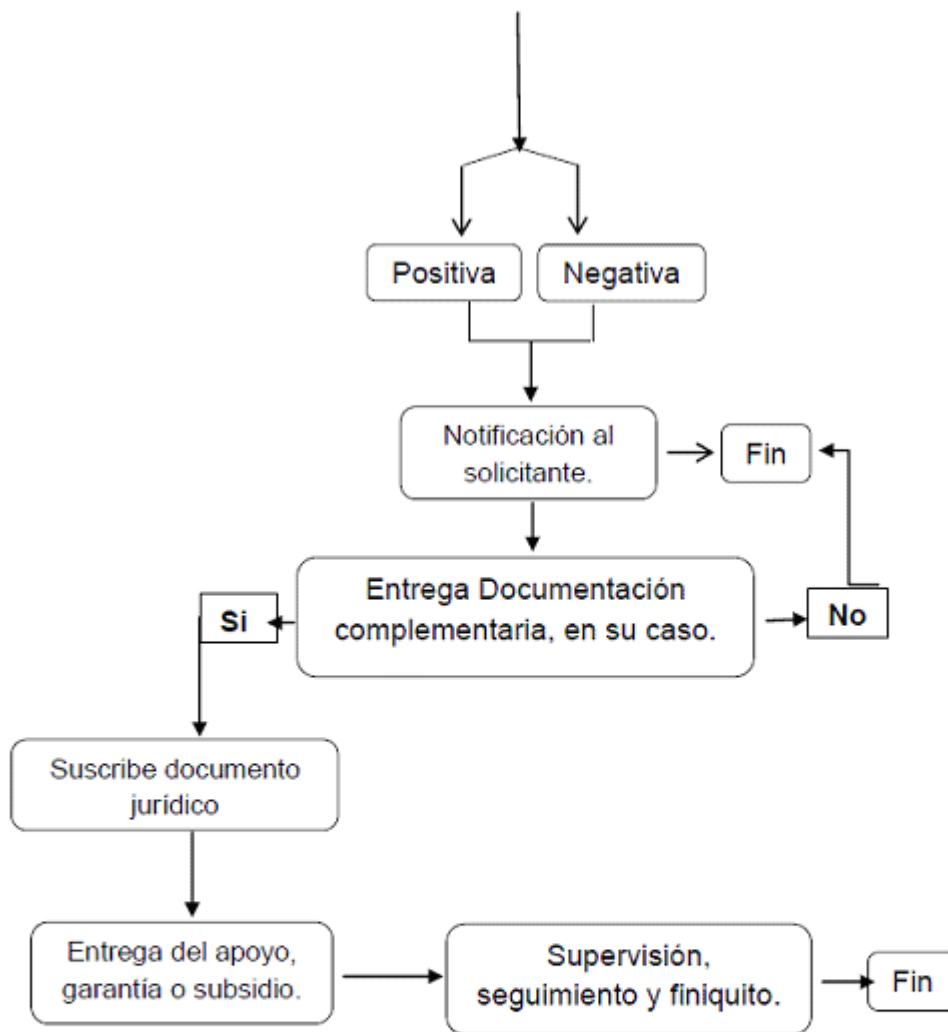 Positiva
Negativa
Notificación al
solicitante.
Fin
Entrega Documentación
complementaria, en su caso.
Si
No
Suscribe documento
jurídico
Entrega del apoyo,
garantía o subsidio.
Supervisión,
seguimiento y finiquito.
Fin